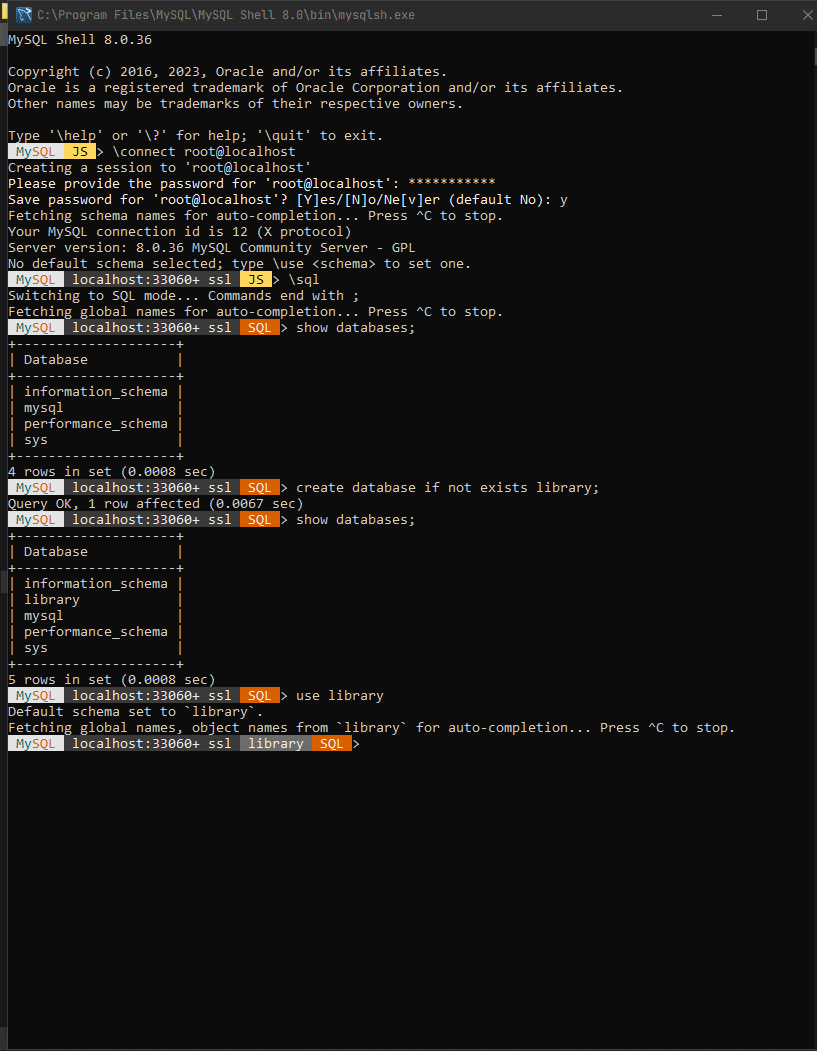 C:\Program Files\MySQL\MySQL Shell 8.0\bin\mysqlsh.exe
MySQL Shell 8.0.36
Copyright (c) 2016, 2023, Oracle and/or its affiliates.
Oracle is a registered trademark of Oracle Corporation and/or its affiliates.
Other names may be trademarks of their respective owners.
Type '\help' or '\?' for help; '\quit' to exit.
MySQL JS > \connect root@localhost
Creating a session to 'root@localhost'
Please provide the password for 'root@localhost': ***********
Save password for 'root@localhost'? [Y]es/[N]o/Ne[v]er (default No): y
Fetching schema names for auto-completion... Press ^C to stop.
Your MySQL connection id is 12 (X protocol)
Server version: 8.0.36 MySQL Community Server - GPL
No default schema selected; type \use <schema> to set one.
MySQL localhost:33060+ ssl JS > \sql
Switching to SQL mode... Commands end with ;
Fetching global names for auto-completion... Press ^C to stop.
MySQL localhost:33060+ ssl SQL > show databases;
+--------------------+
| Database           |
+--------------------+
| information_schema |
| mysql              |
| performance_schema |
| sys                |
+--------------------+
4 rows in set (0.0008 sec)
MySQL localhost:33060+ ssl SQL > create database if not exists library;
Query OK, 1 row affected (0.0067 sec)
MySQL localhost:33060+ ssl SQL > show databases;
+--------------------+
| Database           |
+--------------------+
| information_schema |
| library            |
| mysql              |
| performance_schema |
| sys                |
+--------------------+
5 rows in set (0.0008 sec)
MySQL localhost:33060+ ssl SQL > use library
Default schema set to `library`.
Fetching global names, object names from `library` for auto-completion... Press ^C to stop.
MySQL localhost:33060+ ssl library SQL >